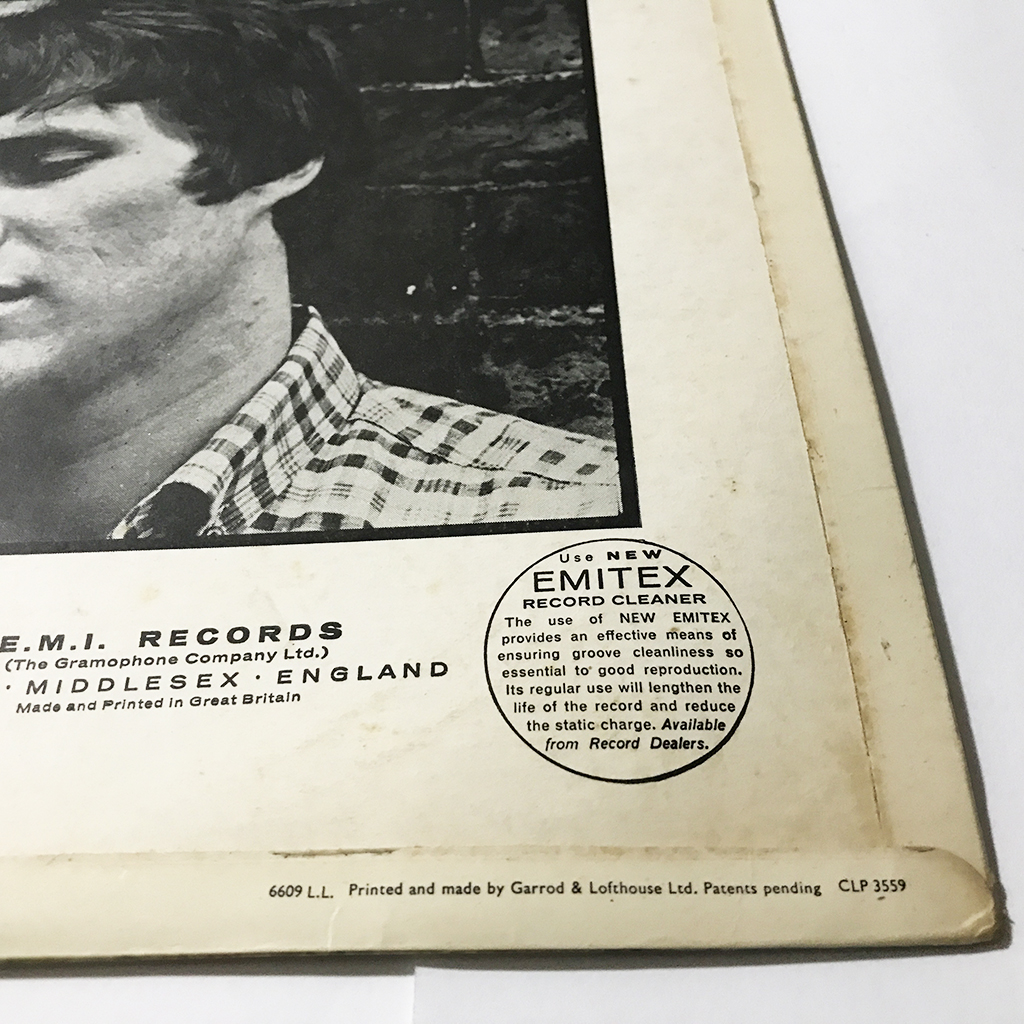 E.M.I. RECORDS
(The Gramophone Company Ltd.)
· MIDDLESEX · ENGLAND
Made and Printed in Great Britain
Use NEW
EMITEX
RECORD CLEANER
The use of NEW EMITEX
provides an effective means of
ensuring groove cleanliness so
essential to good reproduction.
Its regular use will lengthen the
life of the record and reduce
the static charge. Available
from Record Dealers.
6609 L.L. Printed and made by Garrod & Lofthouse Ltd. Patents pending CLP 3559